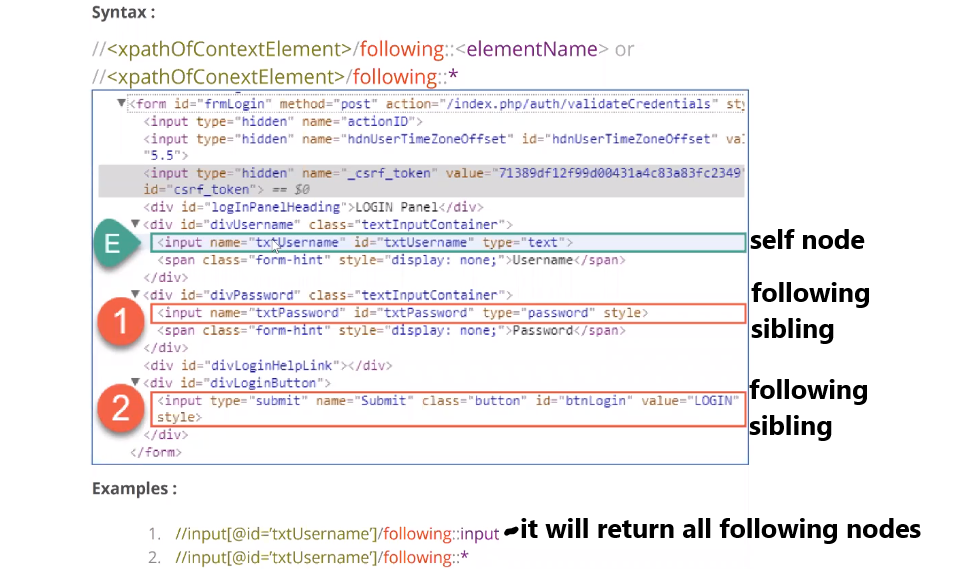 Syntax :
//<xpathOfContextElement>/following::<elementName> or
//<xpathOfConextElement>/following::*
▼<form id="frmLogin" method="post" action="/index.php/auth/validateCredentials" sty
<input type="hidden" name="actionID">
<input type="hidden" name="hdnUserTimeZoneOffset" id="hdnUserTimeZoneOffset" va
"5.5">
<input type="hidden" name="_csrf_token" value="71389df12f99d00431a4c83a83fc2349"
id="csrf_token"> == $0
<div id="logInPanelHeading">LOGIN Panel</div>
▼<div id="divUsername" class="textInputContainer">
E <input name="txtUsername" id="txtUsername" type="text"> self node
<span class="form-hint" style="display: none;">Username</span>
</div>
▼<div id="divPassword" class="textInputContainer"> following
1 <input name="txtPassword" id="txtPassword" type="password" style> sibling
<span class="form-hint" style="display: none;">Password</span>
</div>
<div id="divLoginHelpLink"></div>
▼<div id="divLoginButton"> following
2 <input type="submit" name="Submit" class="button" id="btnLogin" value="LOGIN"
style> sibling
</div>
</form>
Examples :
1. //input[@id='txtUsername']/following::input it will return all following nodes
2. //input[@id='txtUsername']/following::*